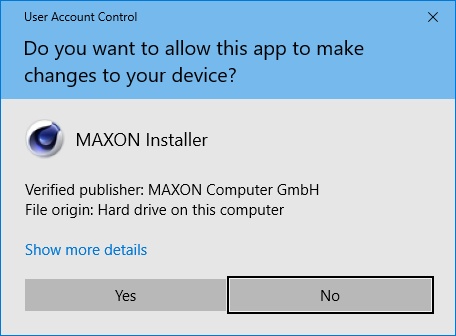 User Account Control
Do you want to allow this app to make
changes to your device?
MAXON Installer
Verified publisher: MAXON Computer GmbH
File origin: Hard drive on this computer
Show more details
Yes
No